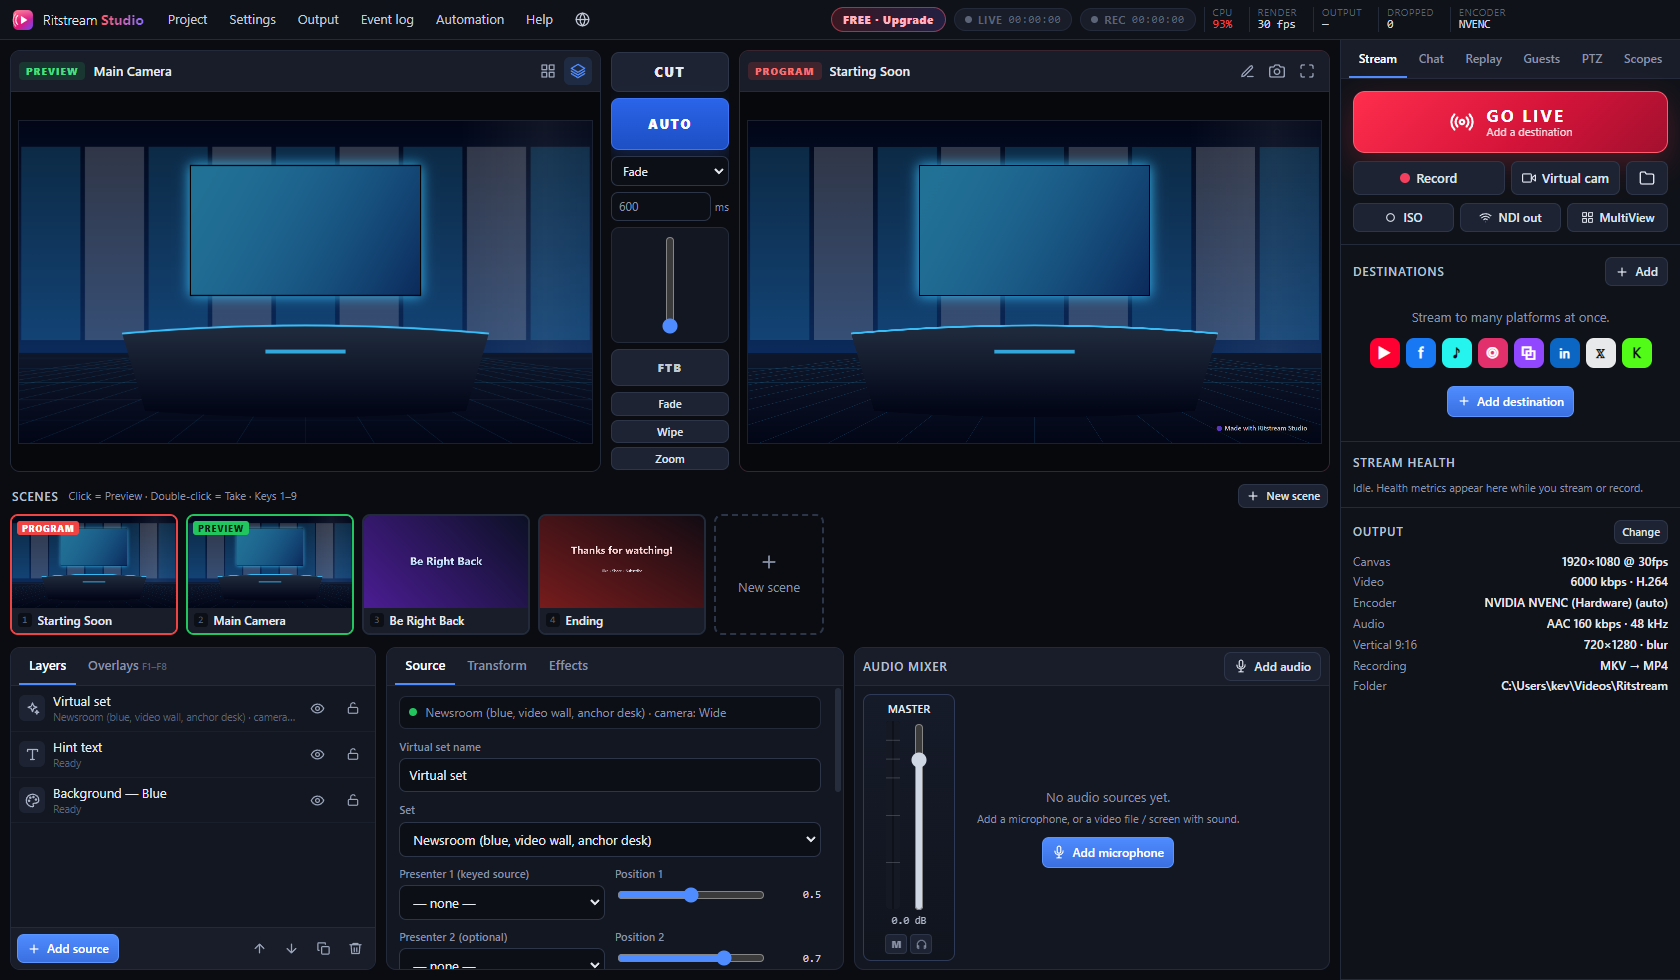 Ritstream Studio
Project
Settings
Output
Event log
Automation
Help
FREE · Upgrade
LIVE 00:00:00
REC 00:00:00
CPU
93%
RENDER
30 fps
OUTPUT
—
DROPPED
0
ENCODER
NVENC
PREVIEW Main Camera
CUT
AUTO
Fade
600 ms
FTB
Fade
Wipe
Zoom
PROGRAM Starting Soon
Made with Ritstream Studio
SCENES Click = Preview · Double-click = Take · Keys 1–9
+ New scene
PROGRAM
1 Starting Soon
PREVIEW
2 Main Camera
Be Right Back
3 Be Right Back
Thanks for watching!
4 Ending
New scene
Layers
Overlays F1–F8
Virtual set
Newsroom (blue, video wall, anchor desk) · camera...
Hint text
Ready
Background — Blue
Ready
+ Add source
Source
Transform
Effects
Newsroom (blue, video wall, anchor desk) · camera: Wide
Virtual set name
Virtual set
Set
Newsroom (blue, video wall, anchor desk)
Presenter 1 (keyed source)
Position 1
— none —
0.5
Presenter 2 (optional)
Position 2
— none —
0.7
AUDIO MIXER
Add audio
MASTER
0.0 dB
M
No audio sources yet.
Add a microphone, or a video file / screen with sound.
Add microphone
Stream
Chat
Replay
Guests
PTZ
Scopes
GO LIVE
Add a destination
Record
Virtual cam
ISO
NDI out
MultiView
DESTINATIONS
+ Add
Stream to many platforms at once.
f
in
X
K
+ Add destination
STREAM HEALTH
Idle. Health metrics appear here while you stream or record.
OUTPUT
Change
Canvas 1920×1080 @ 30fps
Video 6000 kbps · H.264
Encoder NVIDIA NVENC (Hardware) (auto)
Audio AAC 160 kbps · 48 kHz
Vertical 9:16 720×1280 · blur
Recording MKV → MP4
Folder C:\Users\kev\Videos\Ritstream